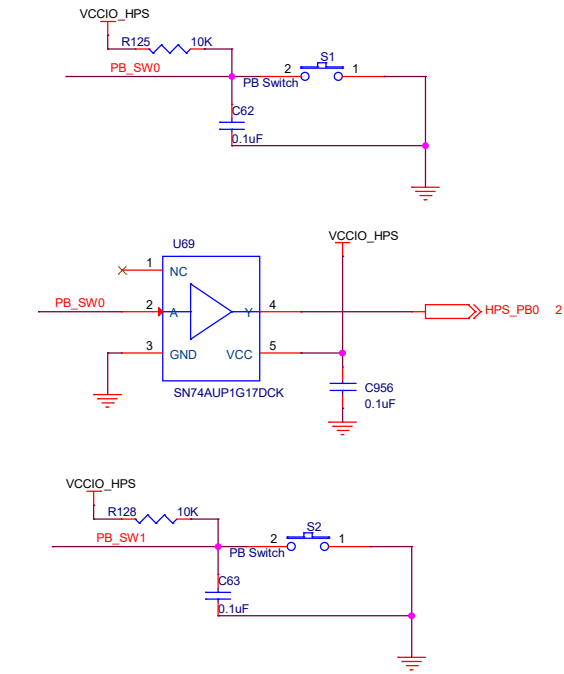 VCCIO_HPS
R125 10K
S1
PB_SW0 2 1
PB Switch
C62
0.1uF
VCCIO_HPS
U69
1 NC
PB_SW0 2 A Y 4 HPS_PB0 2
3 GND VCC 5
C956
SN74AUP1G17DCK
0.1uF
VCCIO_HPS
R128 10K
S2
PB_SW1 2 1
PB Switch
C63
0.1uF